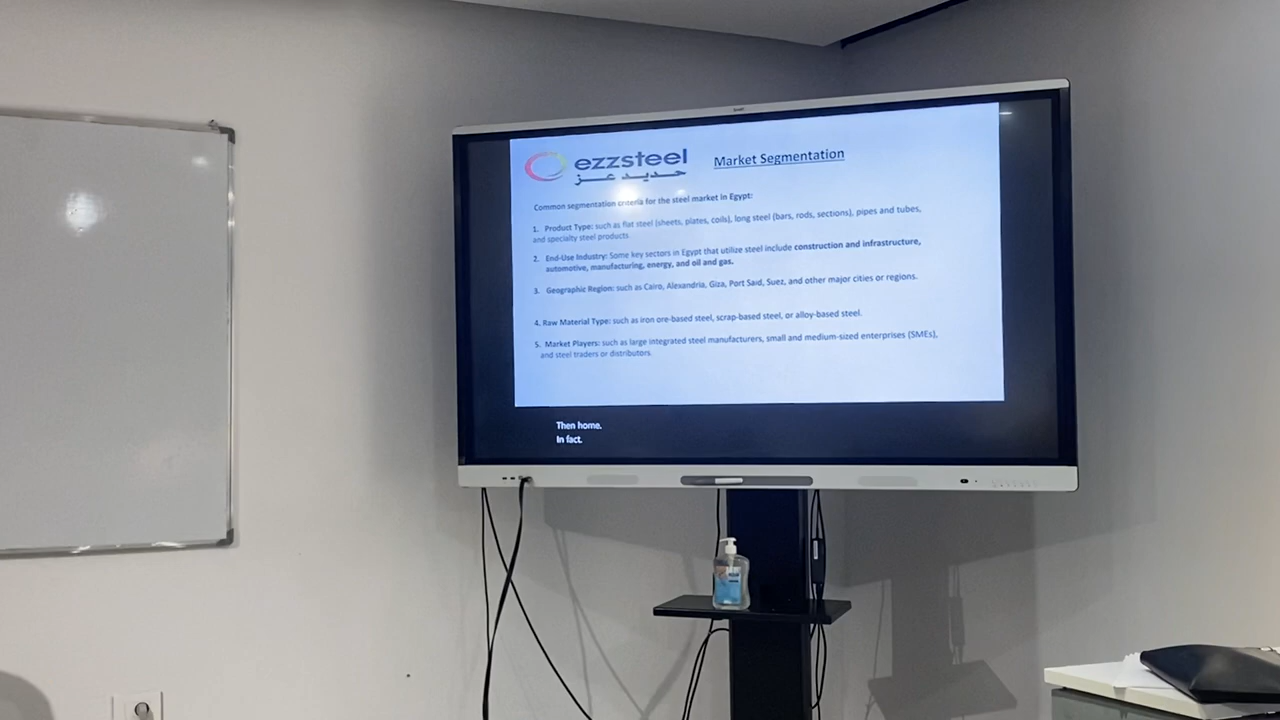 ezzsteel
حديد عز
Market Segmentation
Common segmentation criteria for the steel market in Egypt:
1. Product Type: such as flat steel (sheets, plates, coils), long steel (bars, rods, sections), pipes and tubes,
and specialty steel products.
2. End-Use Industry: Some key sectors in Egypt that utilize steel include construction and infrastructure,
automotive, manufacturing, energy, and oil and gas.
3. Geographic Region: such as Cairo, Alexandria, Giza, Port Said, Suez, and other major cities or regions.
4. Raw Material Type: such as iron ore-based steel, scrap-based steel, or alloy-based steel.
5. Market Players: such as large integrated steel manufacturers, small and medium-sized enterprises (SMEs),
and steel traders or distributors.
Then home.
In fact.